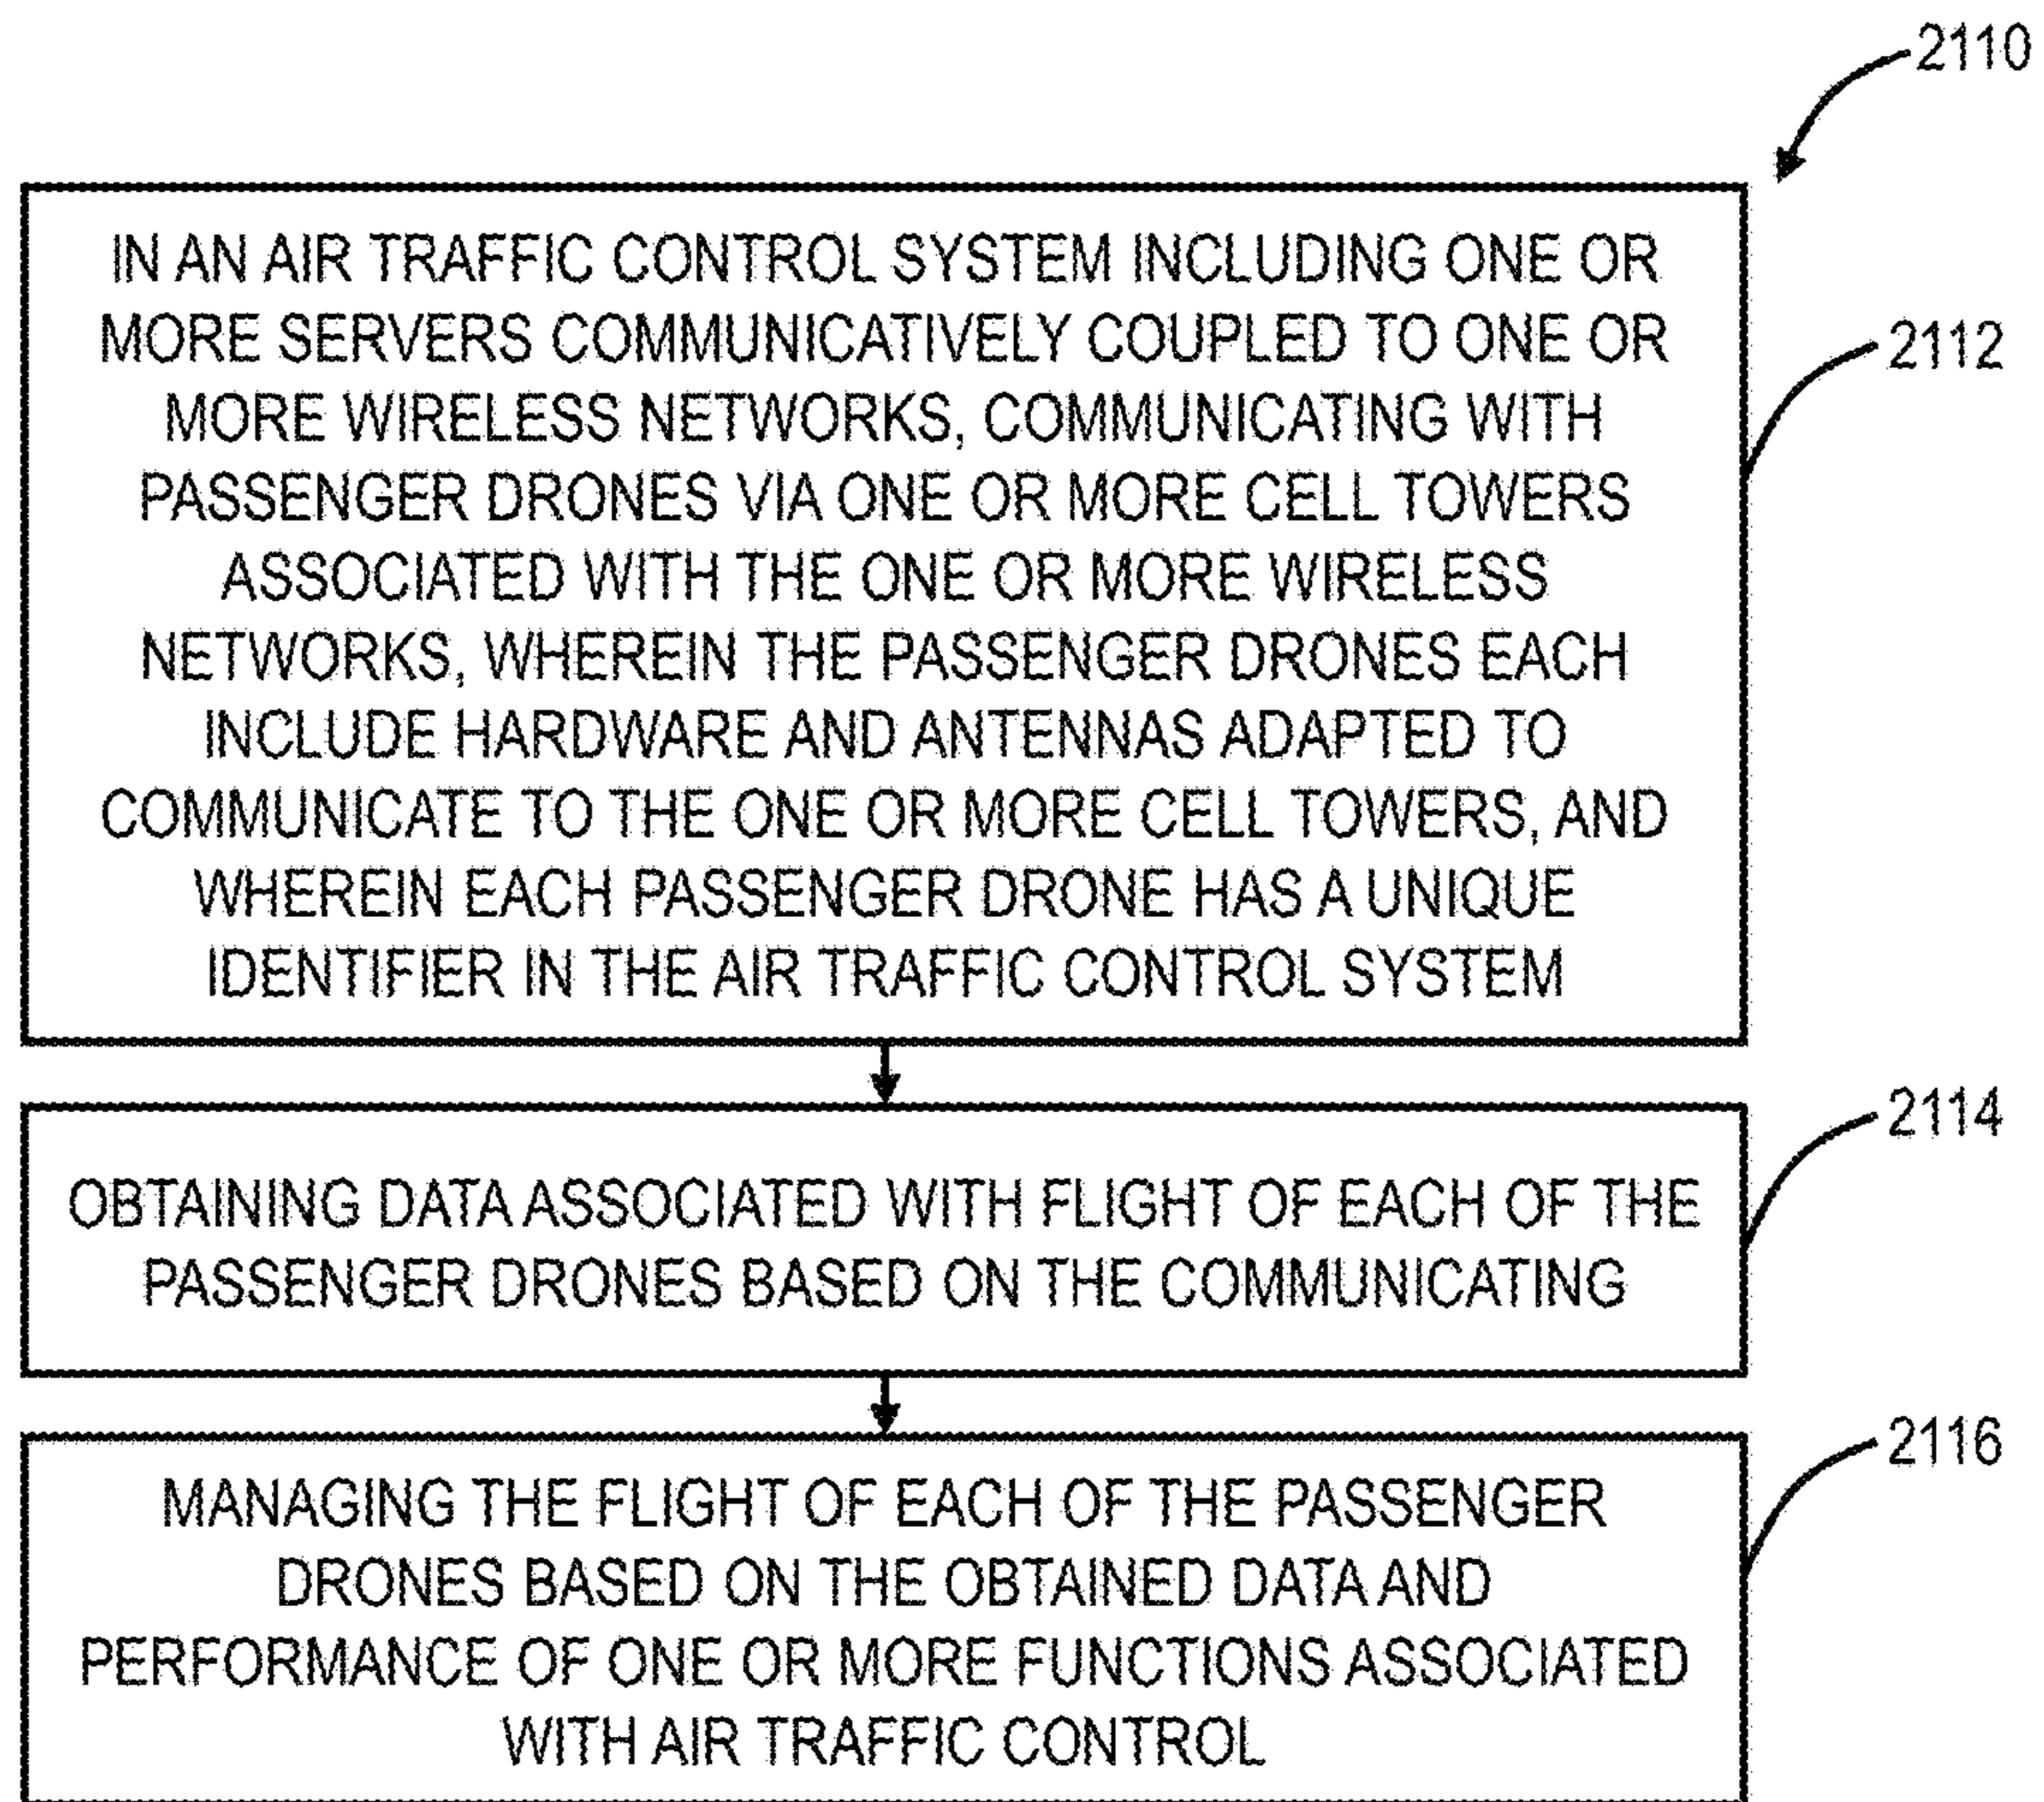 2110
IN AN AIR TRAFFIC CONTROL SYSTEM INCLUDING ONE OR
MORE SERVERS COMMUNICATIVELY COUPLED TO ONE OR
2112
MORE WIRELESS NETWORKS, COMMUNICATING WITH
PASSENGER DRONES VIA ONE OR MORE CELL TOWERS
ASSOCIATED WITH THE ONE OR MORE WIRELESS
NETWORKS, WHEREIN THE PASSENGER DRONES EACH
INCLUDE HARDWARE AND ANTENNAS ADAPTED TO
COMMUNICATE TO THE ONE OR MORE CELL TOWERS, AND
WHEREIN EACH PASSENGER DRONE HAS A UNIQUE
IDENTIFIER IN THE AIR TRAFFIC CONTROL SYSTEM
2114
OBTAINING DATA ASSOCIATED WITH FLIGHT OF EACH OF THE
PASSENGER DRONES BASED ON THE COMMUNICATING
2116
MANAGING THE FLIGHT OF EACH OF THE PASSENGER
DRONES BASED ON THE OBTAINED DATA AND
PERFORMANCE OF ONE OR MORE FUNCTIONS ASSOCIATED
WITH AIR TRAFFIC CONTROL